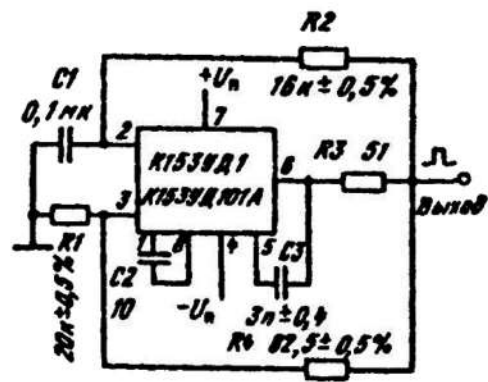 R2
C1
+Uп
16к±0,5%
0,1 мк
7
2
К153УД1
6
R3 51
3
К153УД101А
Выход
R1
1
8
4
5
C3
C2
20к±0,5%
10
−Uп
3п±0,4
R4 82,5±0,5%